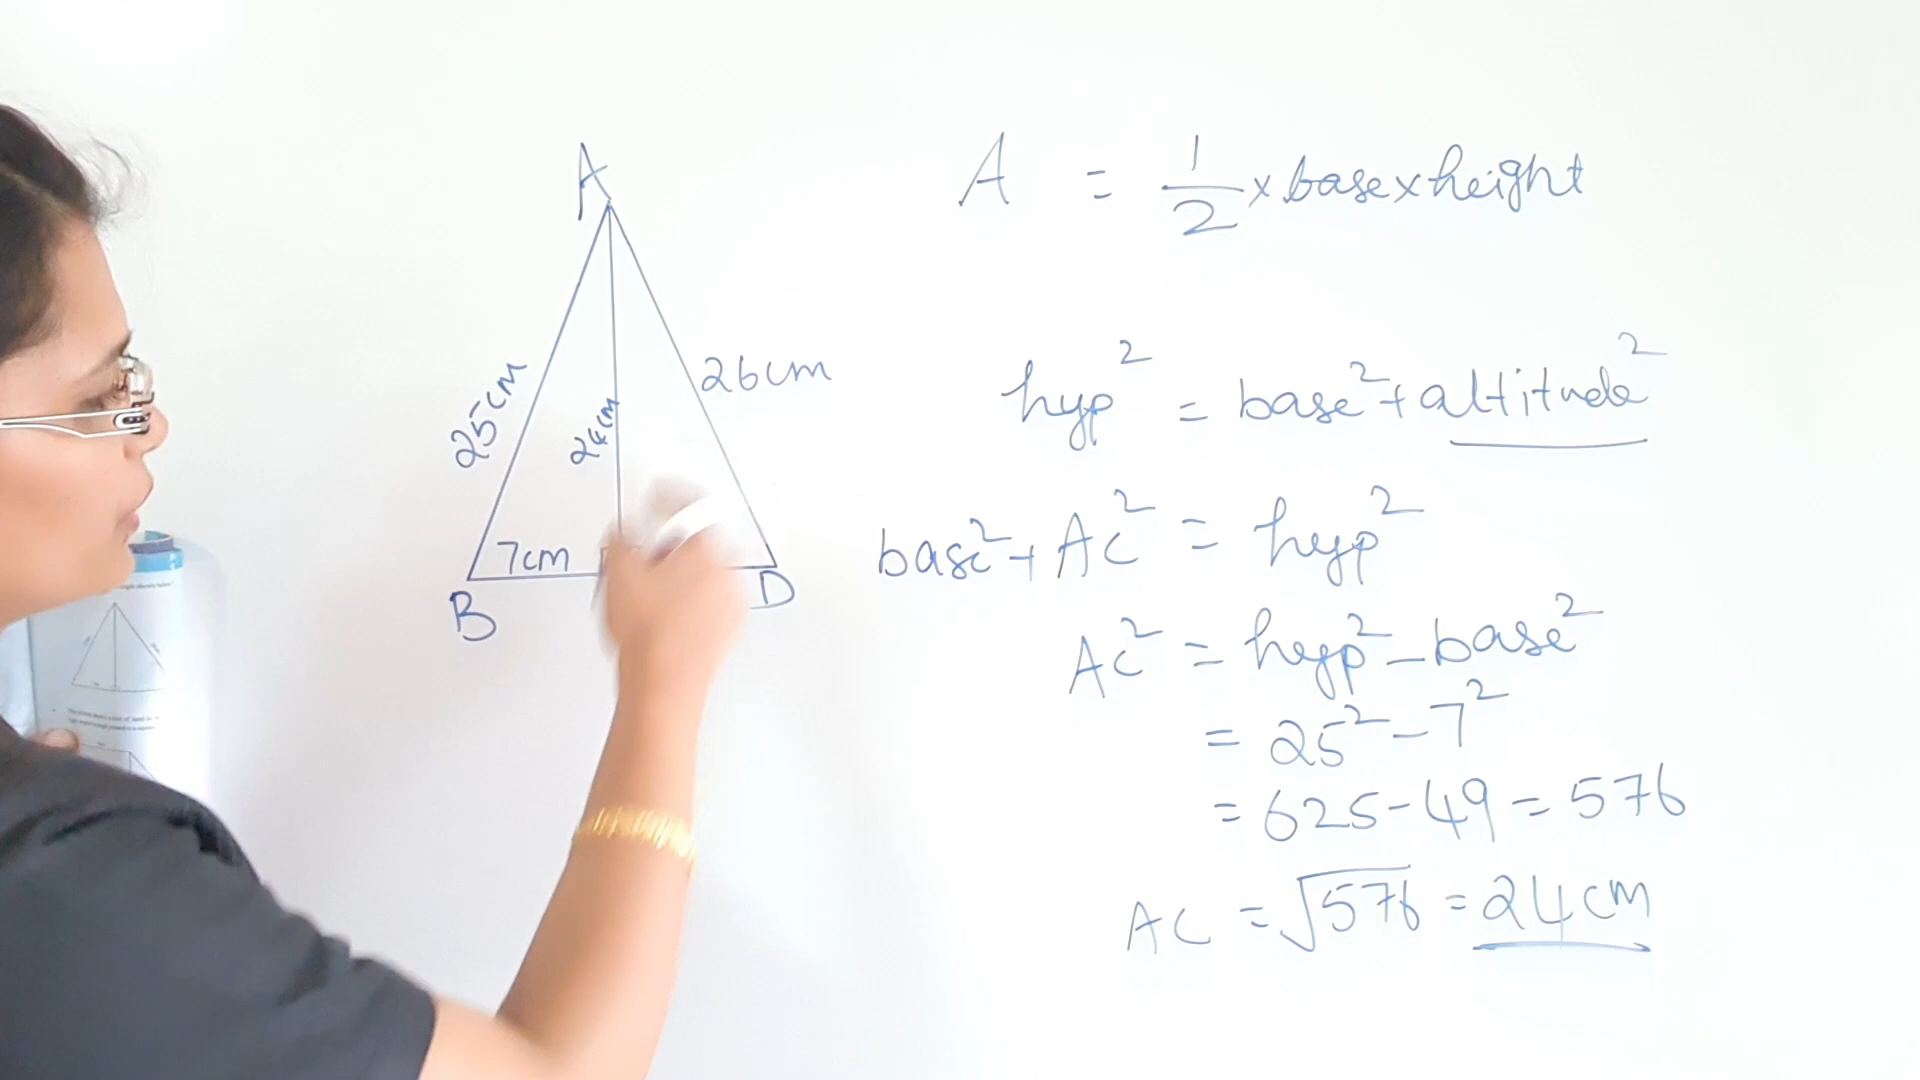 A
25cm
24cm
26cm
7cm
B
D
A = 1/2 × base × height
hyp² = base² + altitude²
base² + AC² = hyp²
AC² = hyp² - base²
= 25² - 7²
= 625 - 49 = 576
AC = √576 = 24cm